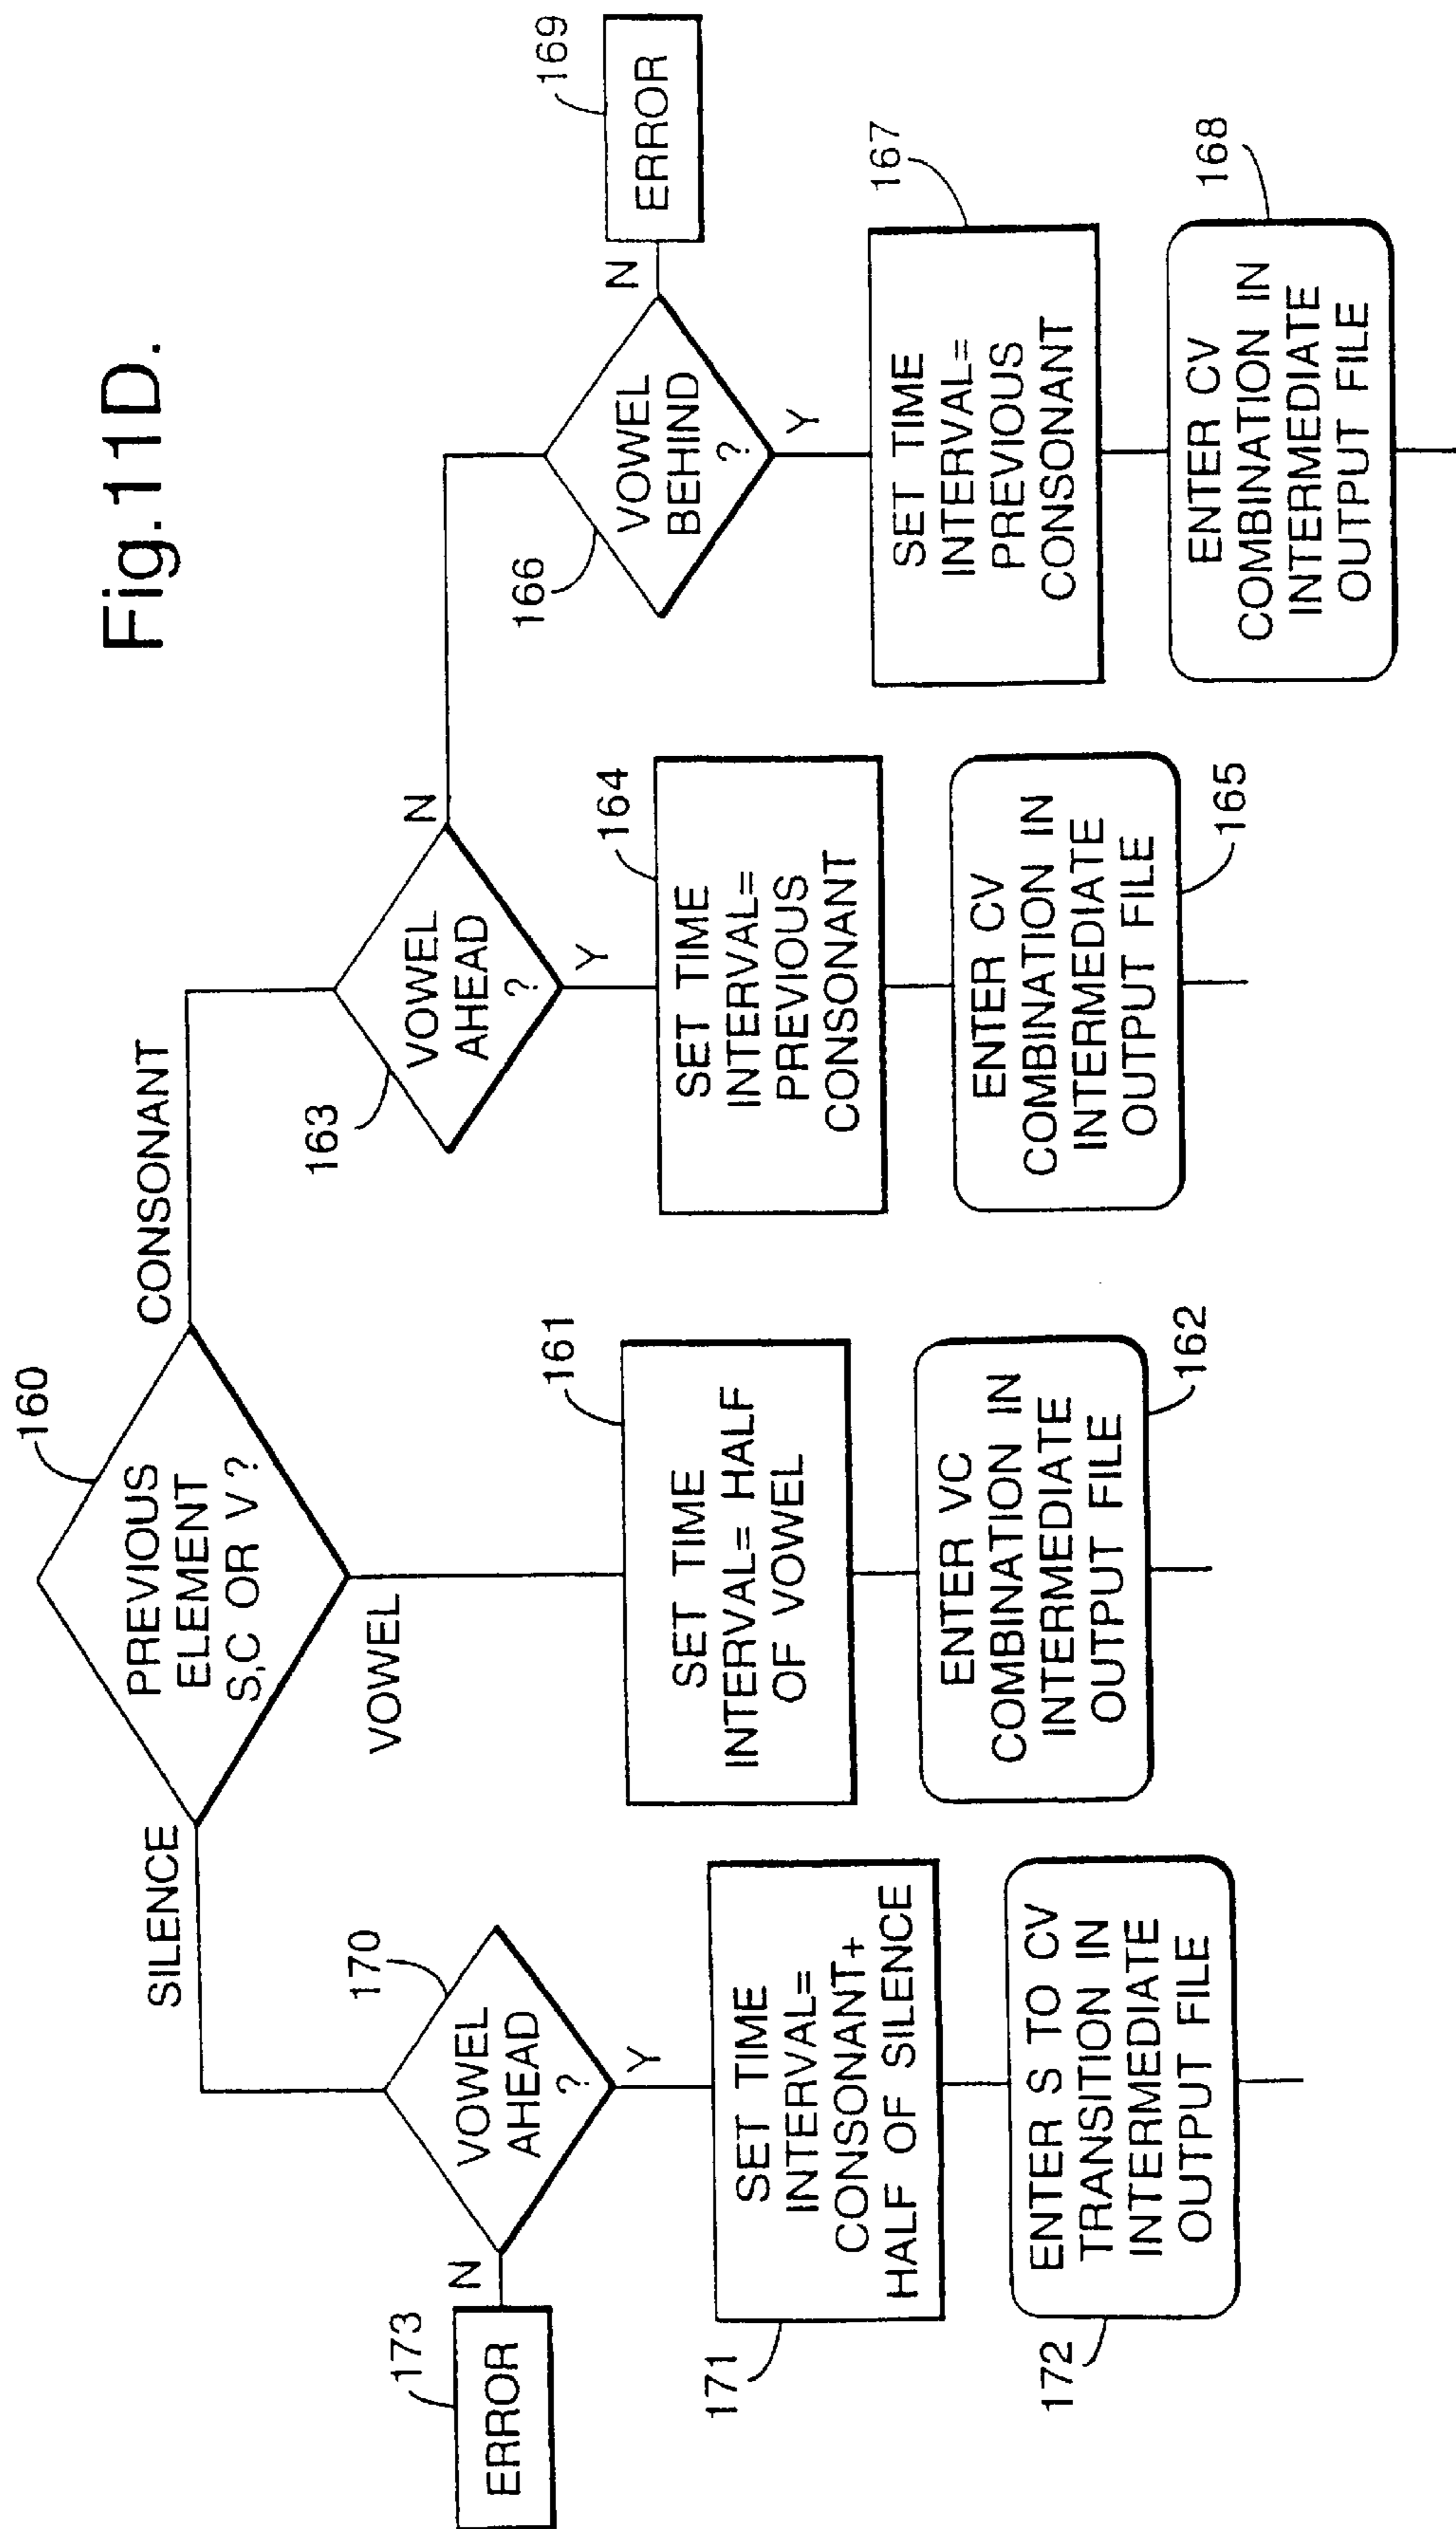 Fig.11D.
160
PREVIOUS
ELEMENT
S,C OR V ?
SILENCE
VOWEL
CONSONANT
170
VOWEL
AHEAD
?
N
Y
173
ERROR
171
SET TIME
INTERVAL=
CONSONANT+
HALF OF SILENCE
172
ENTER S TO CV
TRANSITION IN
INTERMEDIATE
OUTPUT FILE
161
SET TIME
INTERVAL= HALF
OF VOWEL
162
ENTER VC
COMBINATION IN
INTERMEDIATE
OUTPUT FILE
163
VOWEL
AHEAD
?
N
Y
164
SET TIME
INTERVAL=
PREVIOUS
CONSONANT
165
ENTER CV
COMBINATION IN
INTERMEDIATE
OUTPUT FILE
166
VOWEL
BEHIND
?
N
Y
169
ERROR
167
SET TIME
INTERVAL=
PREVIOUS
CONSONANT
168
ENTER CV
COMBINATION IN
INTERMEDIATE
OUTPUT FILE